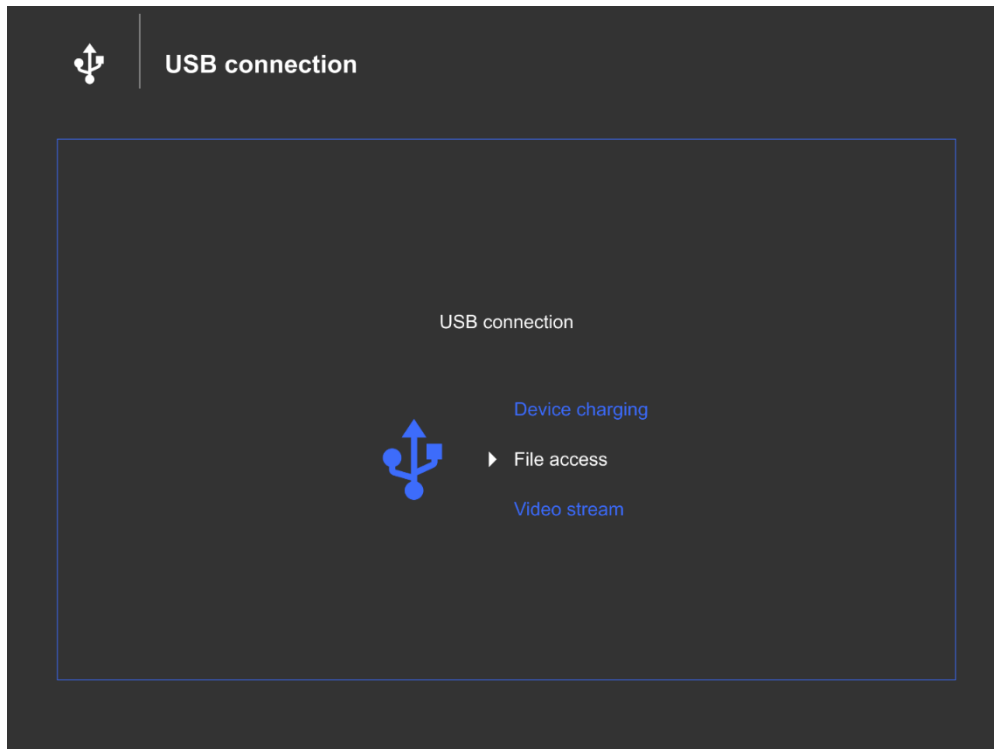 USB connection
USB connection
Device charging
File access
Video stream